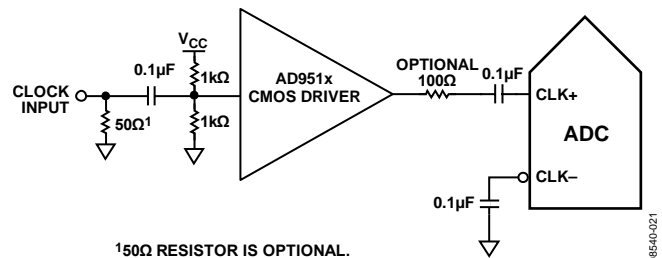 VCC
0.1µF
1kΩ
CLOCK
INPUT
50Ω¹
1kΩ
AD951x
CMOS DRIVER
OPTIONAL
100Ω
0.1µF
CLK+
ADC
CLK–
0.1µF
¹50Ω RESISTOR IS OPTIONAL.
08540-021